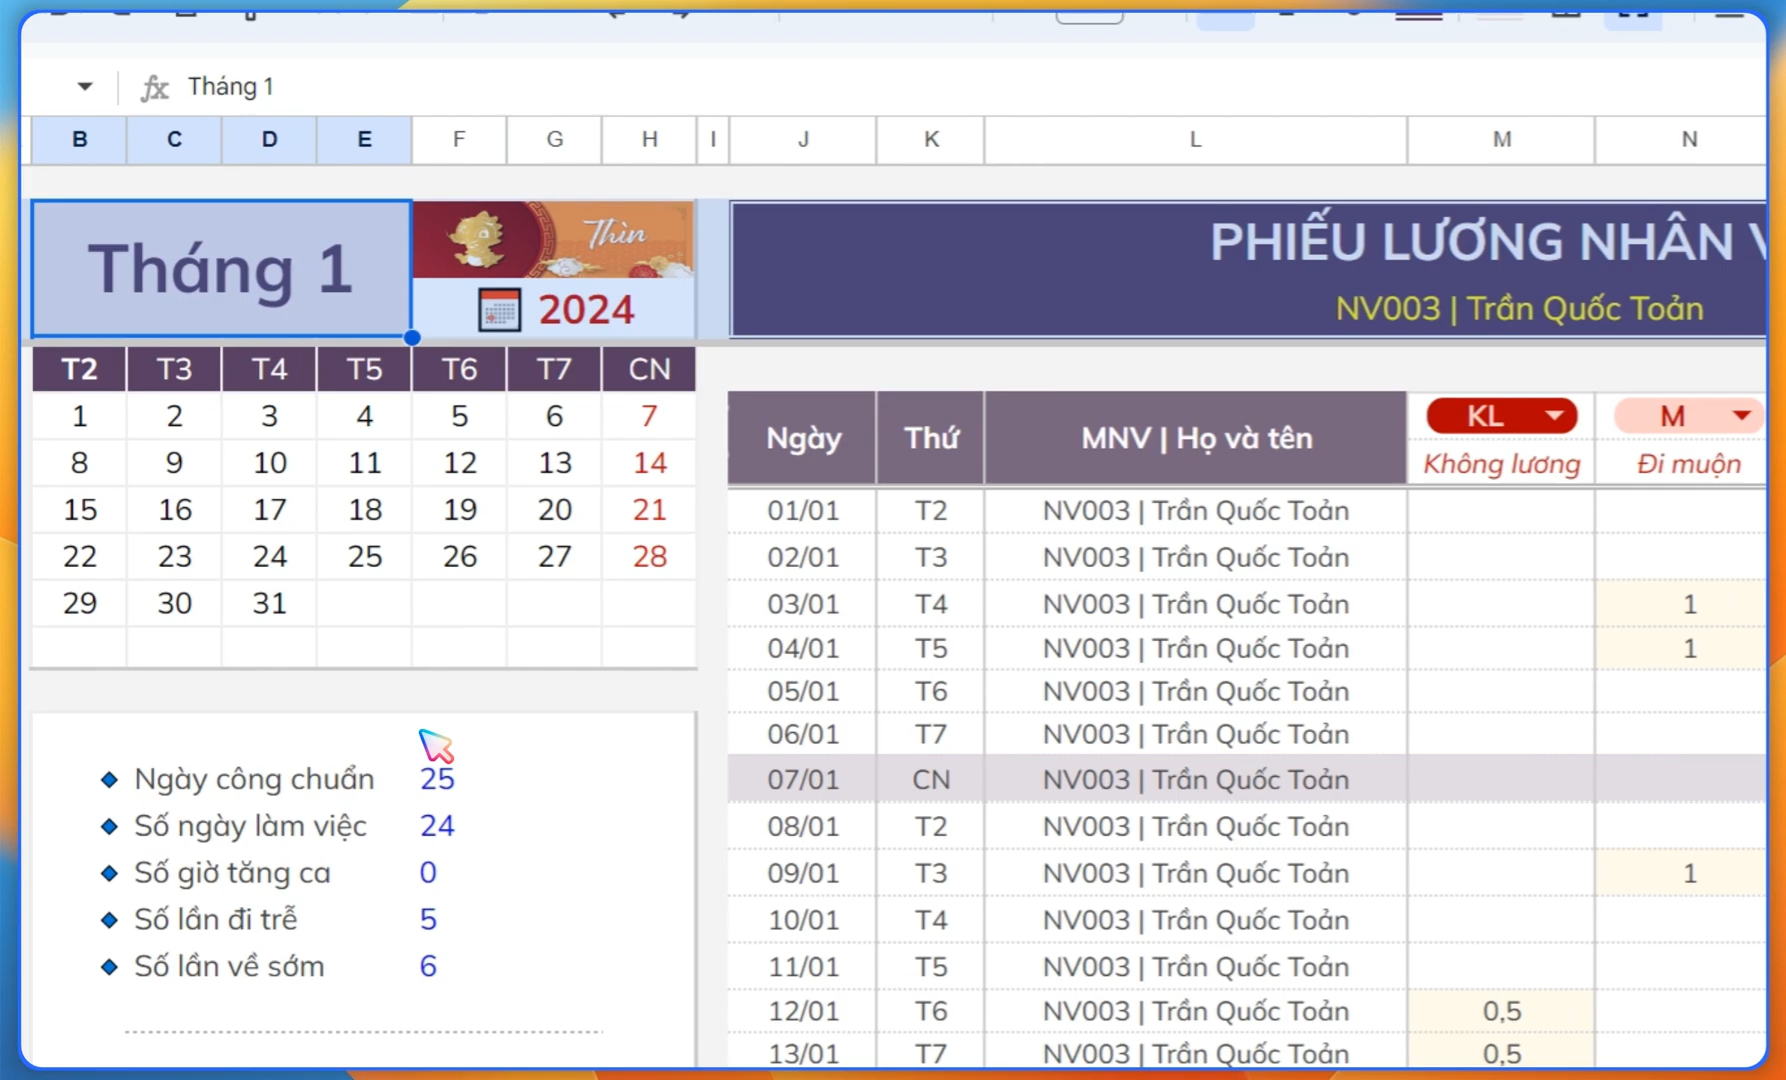 fx Tháng 1
B C D E F G H I J K L M N
Tháng 1
Thìn
2024
PHIẾU LƯƠNG NHÂN V
NV003 | Trần Quốc Toản
T2 T3 T4 T5 T6 T7 CN
1 2 3 4 5 6 7
8 9 10 11 12 13 14
15 16 17 18 19 20 21
22 23 24 25 26 27 28
29 30 31
Ngày công chuẩn 25
Số ngày làm việc 24
Số giờ tăng ca 0
Số lần đi trễ 5
Số lần về sớm 6
Ngày Thứ MNV | Họ và tên KL M
Không lương Đi muộn
01/01 T2 NV003 | Trần Quốc Toản
02/01 T3 NV003 | Trần Quốc Toản
03/01 T4 NV003 | Trần Quốc Toản 1
04/01 T5 NV003 | Trần Quốc Toản 1
05/01 T6 NV003 | Trần Quốc Toản
06/01 T7 NV003 | Trần Quốc Toản
07/01 CN NV003 | Trần Quốc Toản
08/01 T2 NV003 | Trần Quốc Toản
09/01 T3 NV003 | Trần Quốc Toản 1
10/01 T4 NV003 | Trần Quốc Toản
11/01 T5 NV003 | Trần Quốc Toản
12/01 T6 NV003 | Trần Quốc Toản 0,5
13/01 T7 NV003 | Trần Quốc Toản 0,5